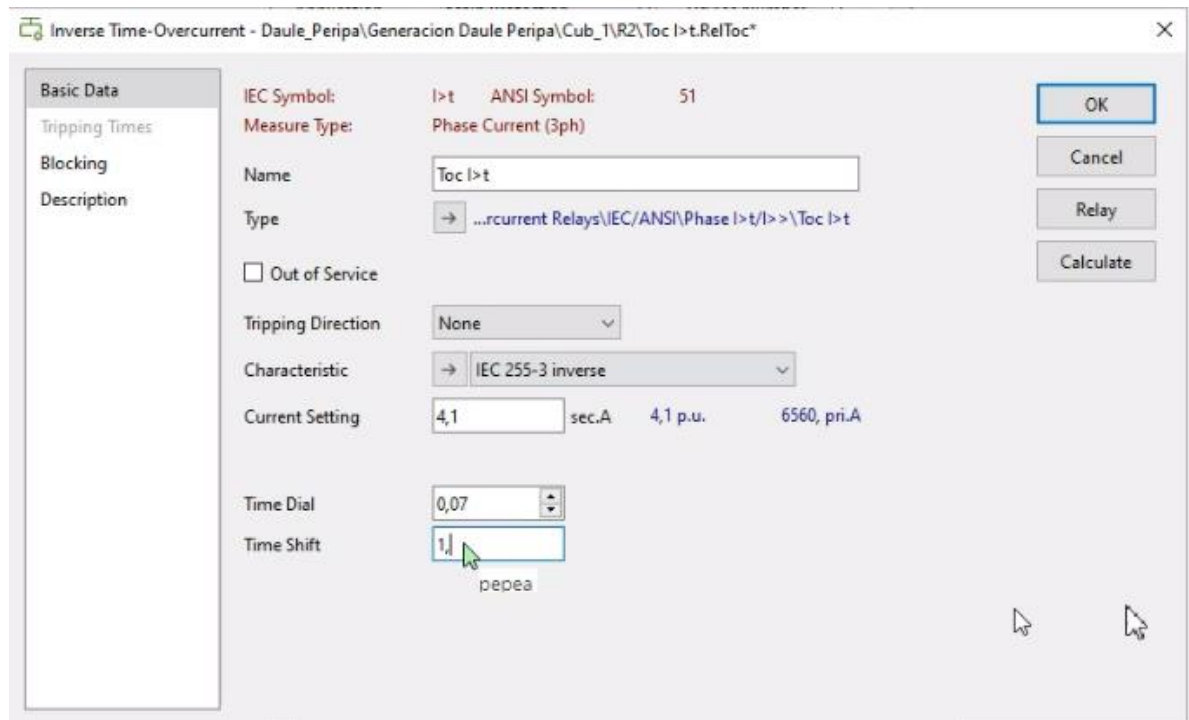 Inverse Time-Overcurrent - Daule_Peripa\Generacion Daule Peripa\Cub_1\R2\Toc I>t.RelToc*
Basic Data
Tripping Times
Blocking
Description
IEC Symbol: I>t ANSI Symbol: 51
Measure Type: Phase Current (3ph)
Name Toc I>t
Type ...rcurrent Relays\IEC/ANSI\Phase I>t/I>>\Toc I>t
Out of Service
Tripping Direction None
Characteristic IEC 255-3 inverse
Current Setting 4,1 sec.A 4,1 p.u. 6560, pri.A
Time Dial 0,07
Time Shift 1,
pepea
OK
Cancel
Relay
Calculate